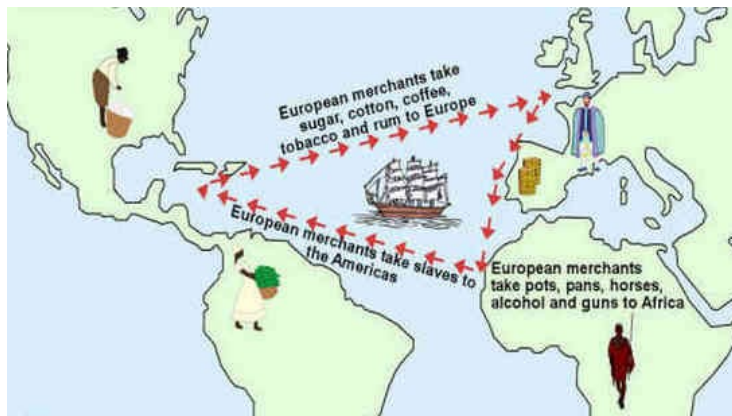 European merchants take
sugar, cotton, coffee,
tobacco and rum to Europe
European merchants take slaves to
the Americas
European merchants
take pots, pans, horses,
alcohol and guns to Africa